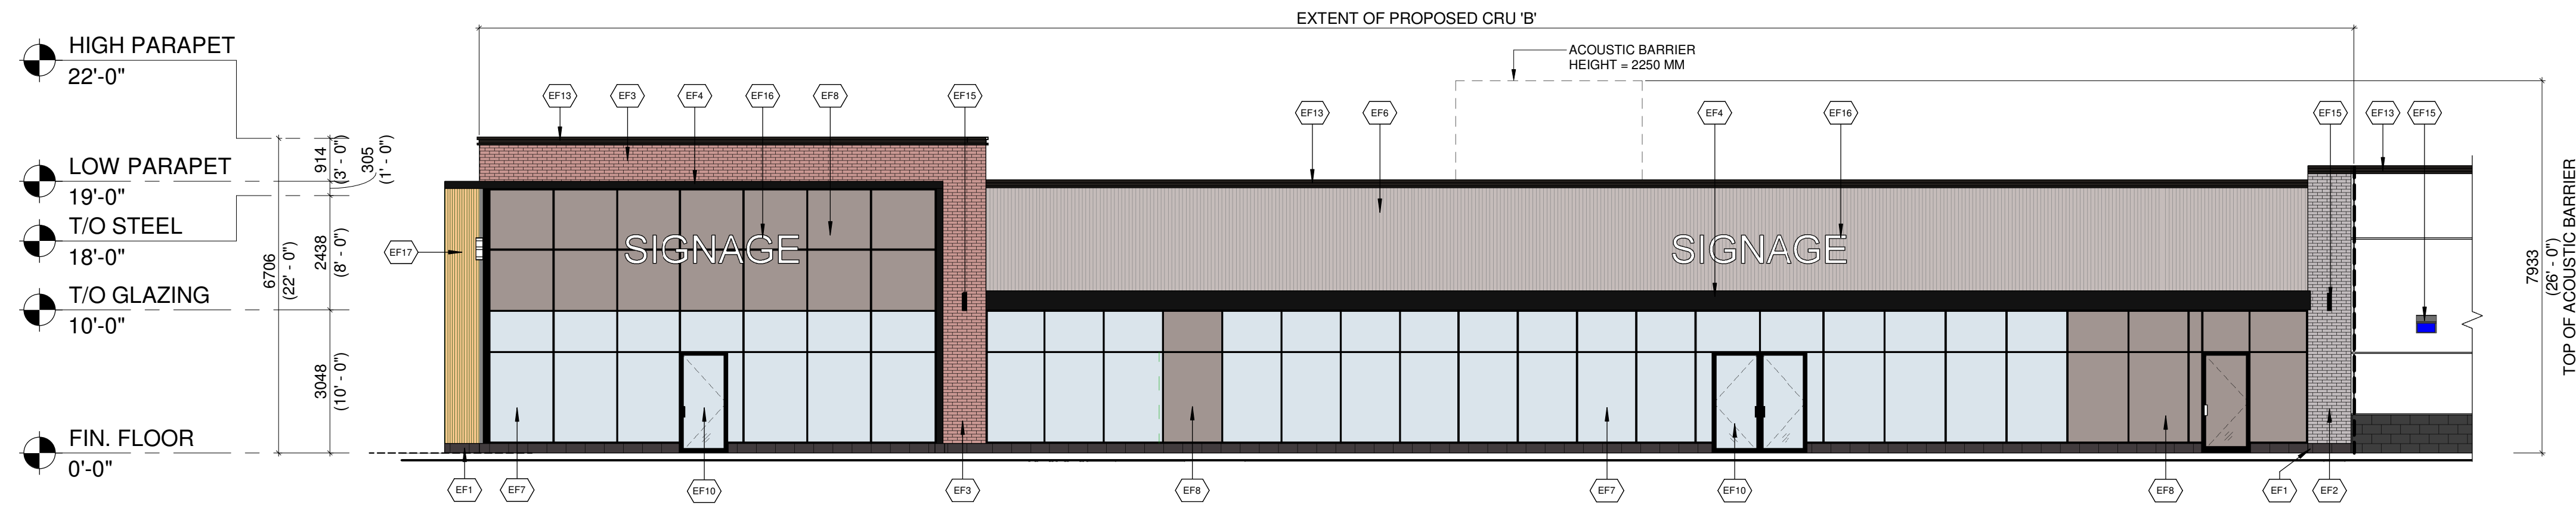 EXTENT OF PROPOSED CRU 'B'
HIGH PARAPET
22'-0"
ACOUSTIC BARRIER
HEIGHT = 2250 MM
EF13
EF3
EF4
EF16
EF8
EF15
EF13
EF6
EF4
EF16
EF15
EF13
EF15
LOW PARAPET
19'-0"
914
(3' - 0")
305
(1' - 0")
T/O STEEL
18'-0"
EF17
SIGNAGE
SIGNAGE
2438
(8' - 0")
6706
(22' - 0")
7933
(26' - 0")
TOP OF ACOUSTIC BARRIER
T/O GLAZING
10'-0"
3048
(10' - 0")
FIN. FLOOR
0'-0"
EF1
EF7
EF10
EF3
EF8
EF7
EF10
EF8
EF1
EF2